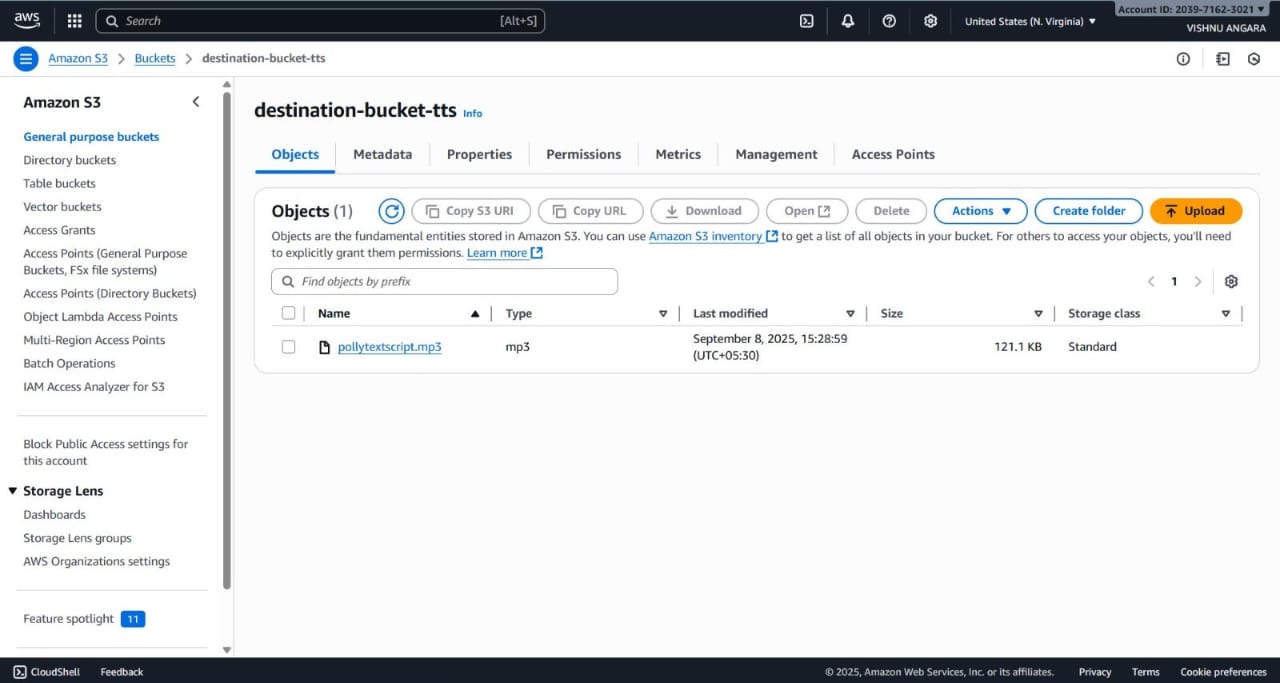 aws
Search [Alt+S]
United States (N. Virginia) ▼
Account ID: 2039-7162-3021 ▼
VISHNU ANGARA
Amazon S3 > Buckets > destination-bucket-tts
Amazon S3
General purpose buckets
Directory buckets
Table buckets
Vector buckets
Access Grants
Access Points (General Purpose
Buckets, FSx file systems)
Access Points (Directory Buckets)
Object Lambda Access Points
Multi-Region Access Points
Batch Operations
IAM Access Analyzer for S3
Block Public Access settings for
this account
Storage Lens
Dashboards
Storage Lens groups
AWS Organizations settings
Feature spotlight 11
destination-bucket-tts Info
Objects Metadata Properties Permissions Metrics Management Access Points
Objects (1) Copy S3 URI Copy URL Download Open Delete Actions ▼ Create folder Upload
Objects are the fundamental entities stored in Amazon S3. You can use Amazon S3 inventory to get a list of all objects in your bucket. For others to access your objects, you'll need
to explicitly grant them permissions. Learn more
Find objects by prefix
< 1 >
Name Type Last modified Size Storage class
pollytextscript.mp3 mp3 September 8, 2025, 15:28:59 121.1 KB Standard
(UTC+05:30)
CloudShell Feedback © 2025, Amazon Web Services, Inc. or its affiliates. Privacy Terms Cookie preferences